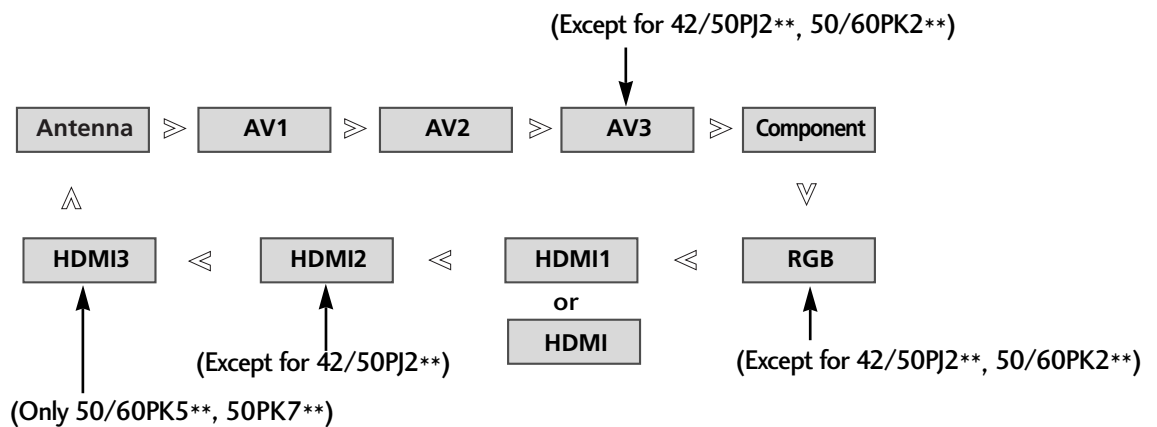 (Except for 42/50PJ2**, 50/60PK2**)
Antenna AV1 AV2 AV3 Component
HDMI3 HDMI2 HDMI1 RGB
or
HDMI
(Except for 42/50PJ2**)
(Except for 42/50PJ2**, 50/60PK2**)
(Only 50/60PK5**, 50PK7**)